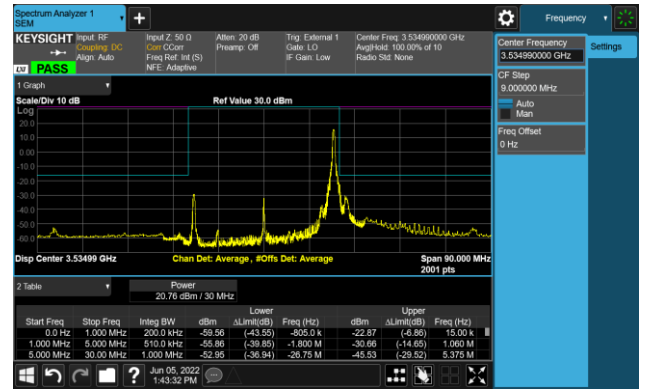 Spectrum Analyzer 1
SEM
Frequency
KEYSIGHT
Input: RF
Coupling: DC
Align: Auto
Input Z: 50 Ω
Corr CCorr
Freq Ref: Int (S)
NFE: Adaptive
Atten: 20 dB
Preamp: Off
Trig: External 1
Gate: LO
IF Gain: Low
Center Freq: 3.534990000 GHz
Avg|Hold: 100.00% of 10
Radio Std: None
LXI
PASS
Center Frequency
3.534990000 GHz
Settings
CF Step
9.000000 MHz
Auto
Man
Freq Offset
0 Hz
1 Graph
Scale/Div 10 dB
Ref Value 30.0 dBm
Log
20.0
10.0
0.00
-10.0
-20.0
-30.0
-40.0
-50.0
-60.0
Disp Center 3.53499 GHz
Chan Det: Average , #Offs Det: Average
Span 90.000 MHz
2001 pts
2 Table
Power
20.76 dBm / 30 MHz
Lower Upper
Start Freq Stop Freq Integ BW dBm ΔLimit(dB) Freq (Hz) dBm ΔLimit(dB) Freq (Hz)
0.0 Hz 1.000 MHz 200.0 kHz -59.56 (-43.55) -805.0 k -22.87 (-6.86) 15.00 k
1.000 MHz 5.000 MHz 510.0 kHz -55.86 (-39.85) -1.800 M -30.66 (-14.65) 1.060 M
5.000 MHz 30.00 MHz 1.000 MHz -52.95 (-36.94) -26.75 M -45.53 (-29.52) 5.375 M
?
Jun 05, 2022
1:43:32 PM